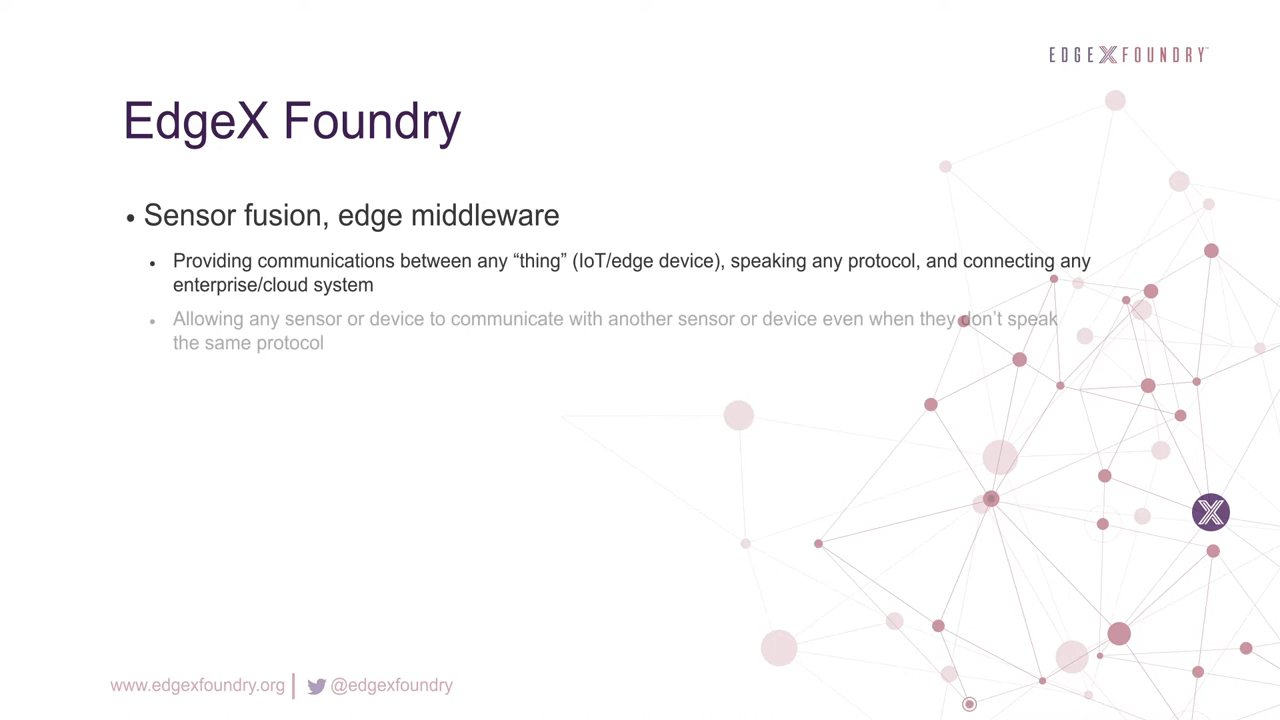 EDGEXFOUNDRY™
EdgeX Foundry
• Sensor fusion, edge middleware
• Providing communications between any “thing” (IoT/edge device), speaking any protocol, and connecting any
enterprise/cloud system
• Allowing any sensor or device to communicate with another sensor or device even when they don’t speak
the same protocol
www.edgexfoundry.org | @edgexfoundry
X